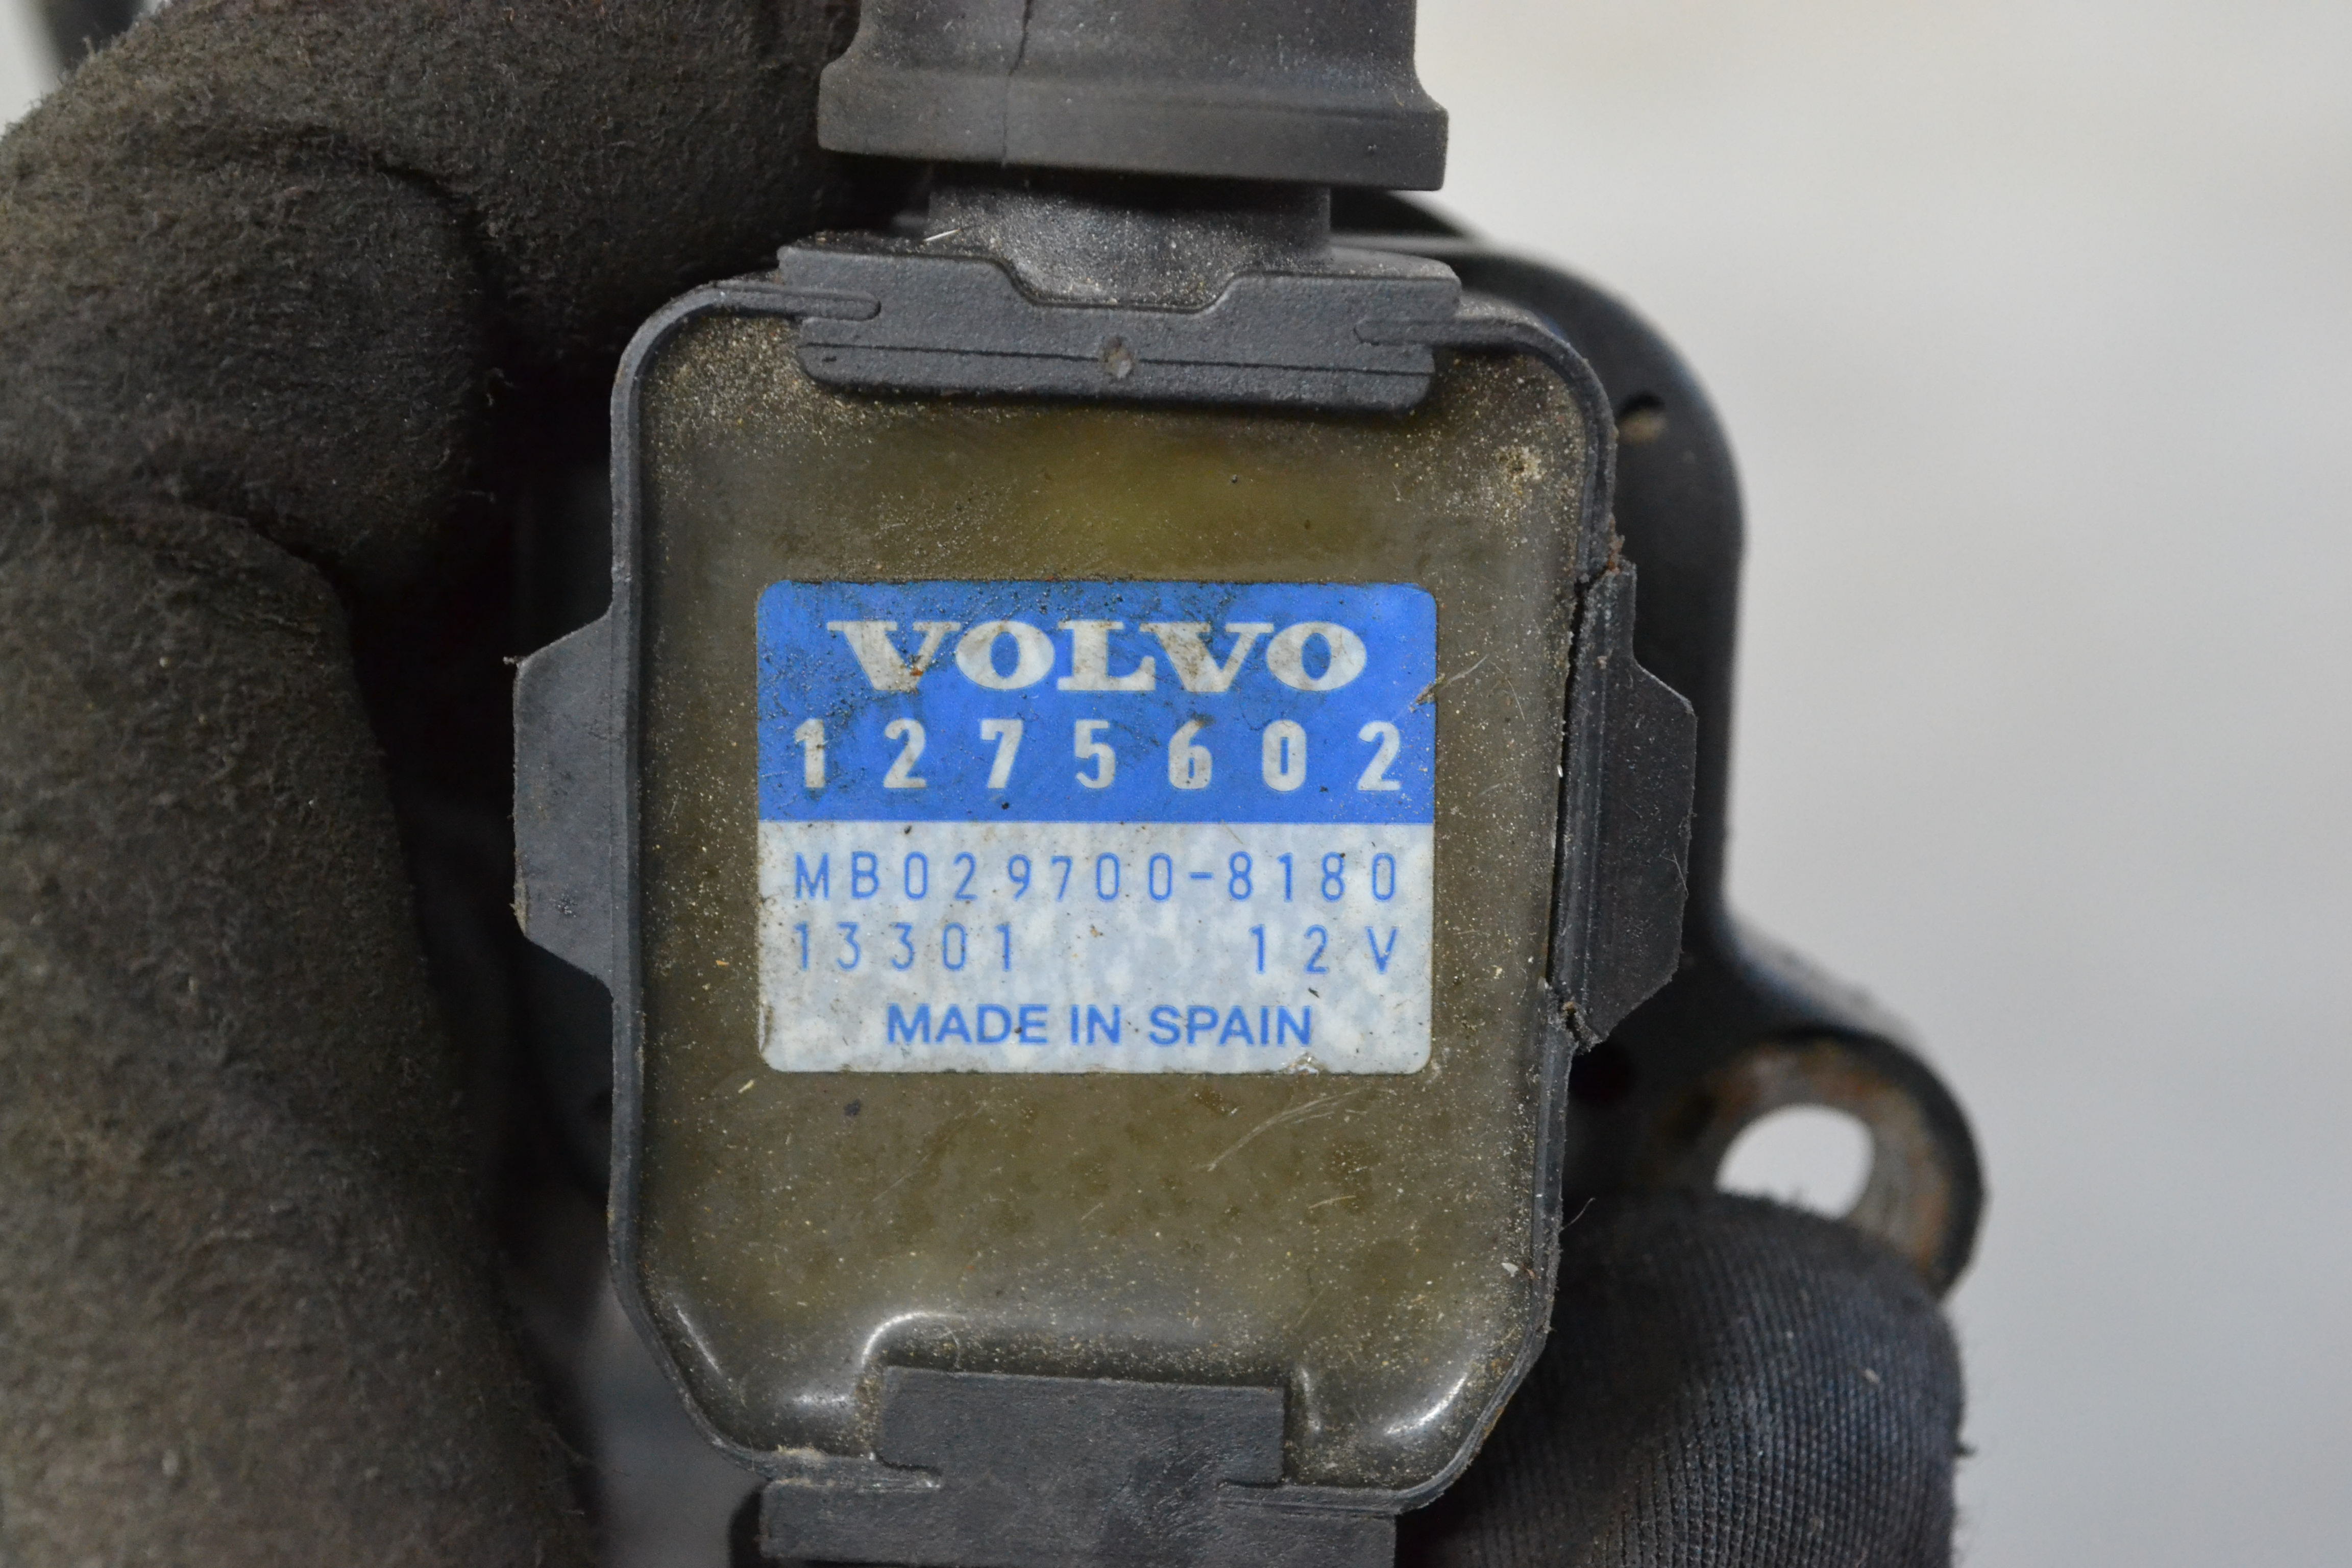 VOLVO
1275602
MB029700-8180
13301 12V
MADE IN SPAIN